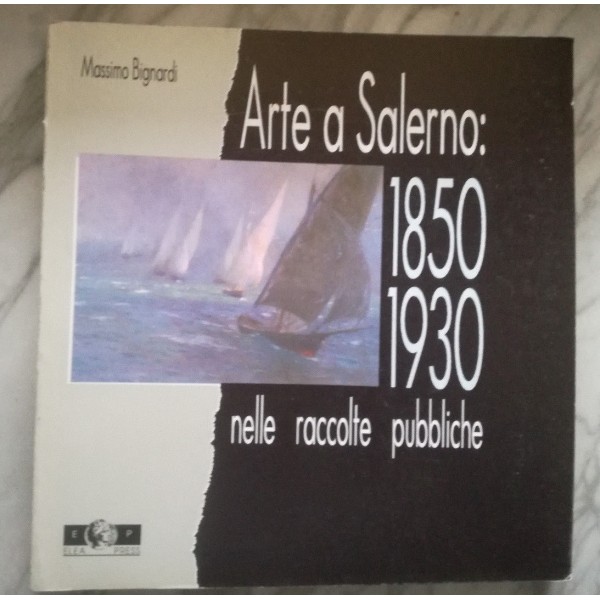 Massimo Bignardi
Arte a Salerno:
1850
1930
nelle raccolte pubbliche
E P
ELEA PRESS